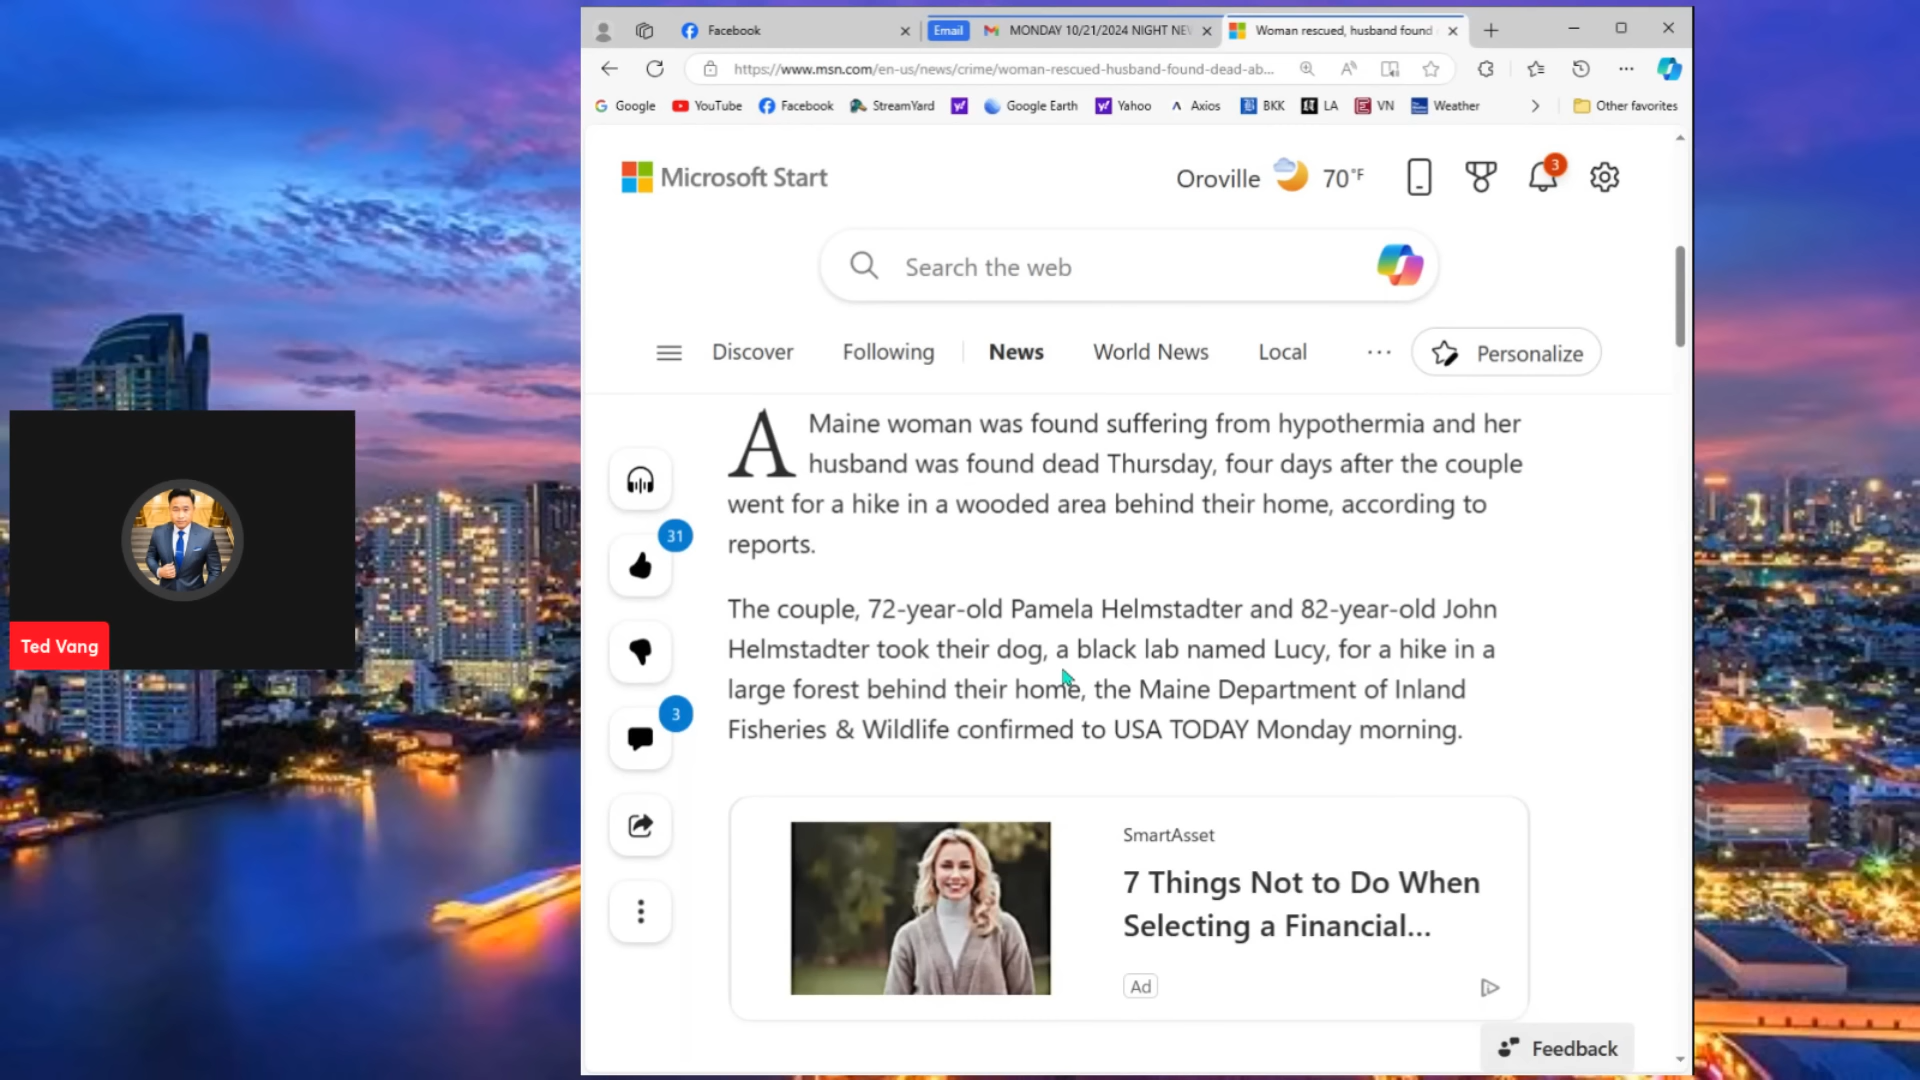 Facebook
Email
MONDAY 10/21/2024 NIGHT NE
Woman rescued, husband found
https://www.msn.com/en-us/news/crime/woman-rescued-husband-found-dead-ab...
Google
YouTube
Facebook
StreamYard
Google Earth
Yahoo
Axios
BKK
LA
VN
Weather
Other favorites
Microsoft Start
Oroville
70°F
3
Search the web
Discover
Following
News
World News
Local
Personalize
A Maine woman was found suffering from hypothermia and her
husband was found dead Thursday, four days after the couple
went for a hike in a wooded area behind their home, according to
reports.
31
The couple, 72-year-old Pamela Helmstadter and 82-year-old John
Helmstadter took their dog, a black lab named Lucy, for a hike in a
large forest behind their home, the Maine Department of Inland
Fisheries & Wildlife confirmed to USA TODAY Monday morning.
3
Ted Vang
SmartAsset
7 Things Not to Do When
Selecting a Financial...
Ad
Feedback